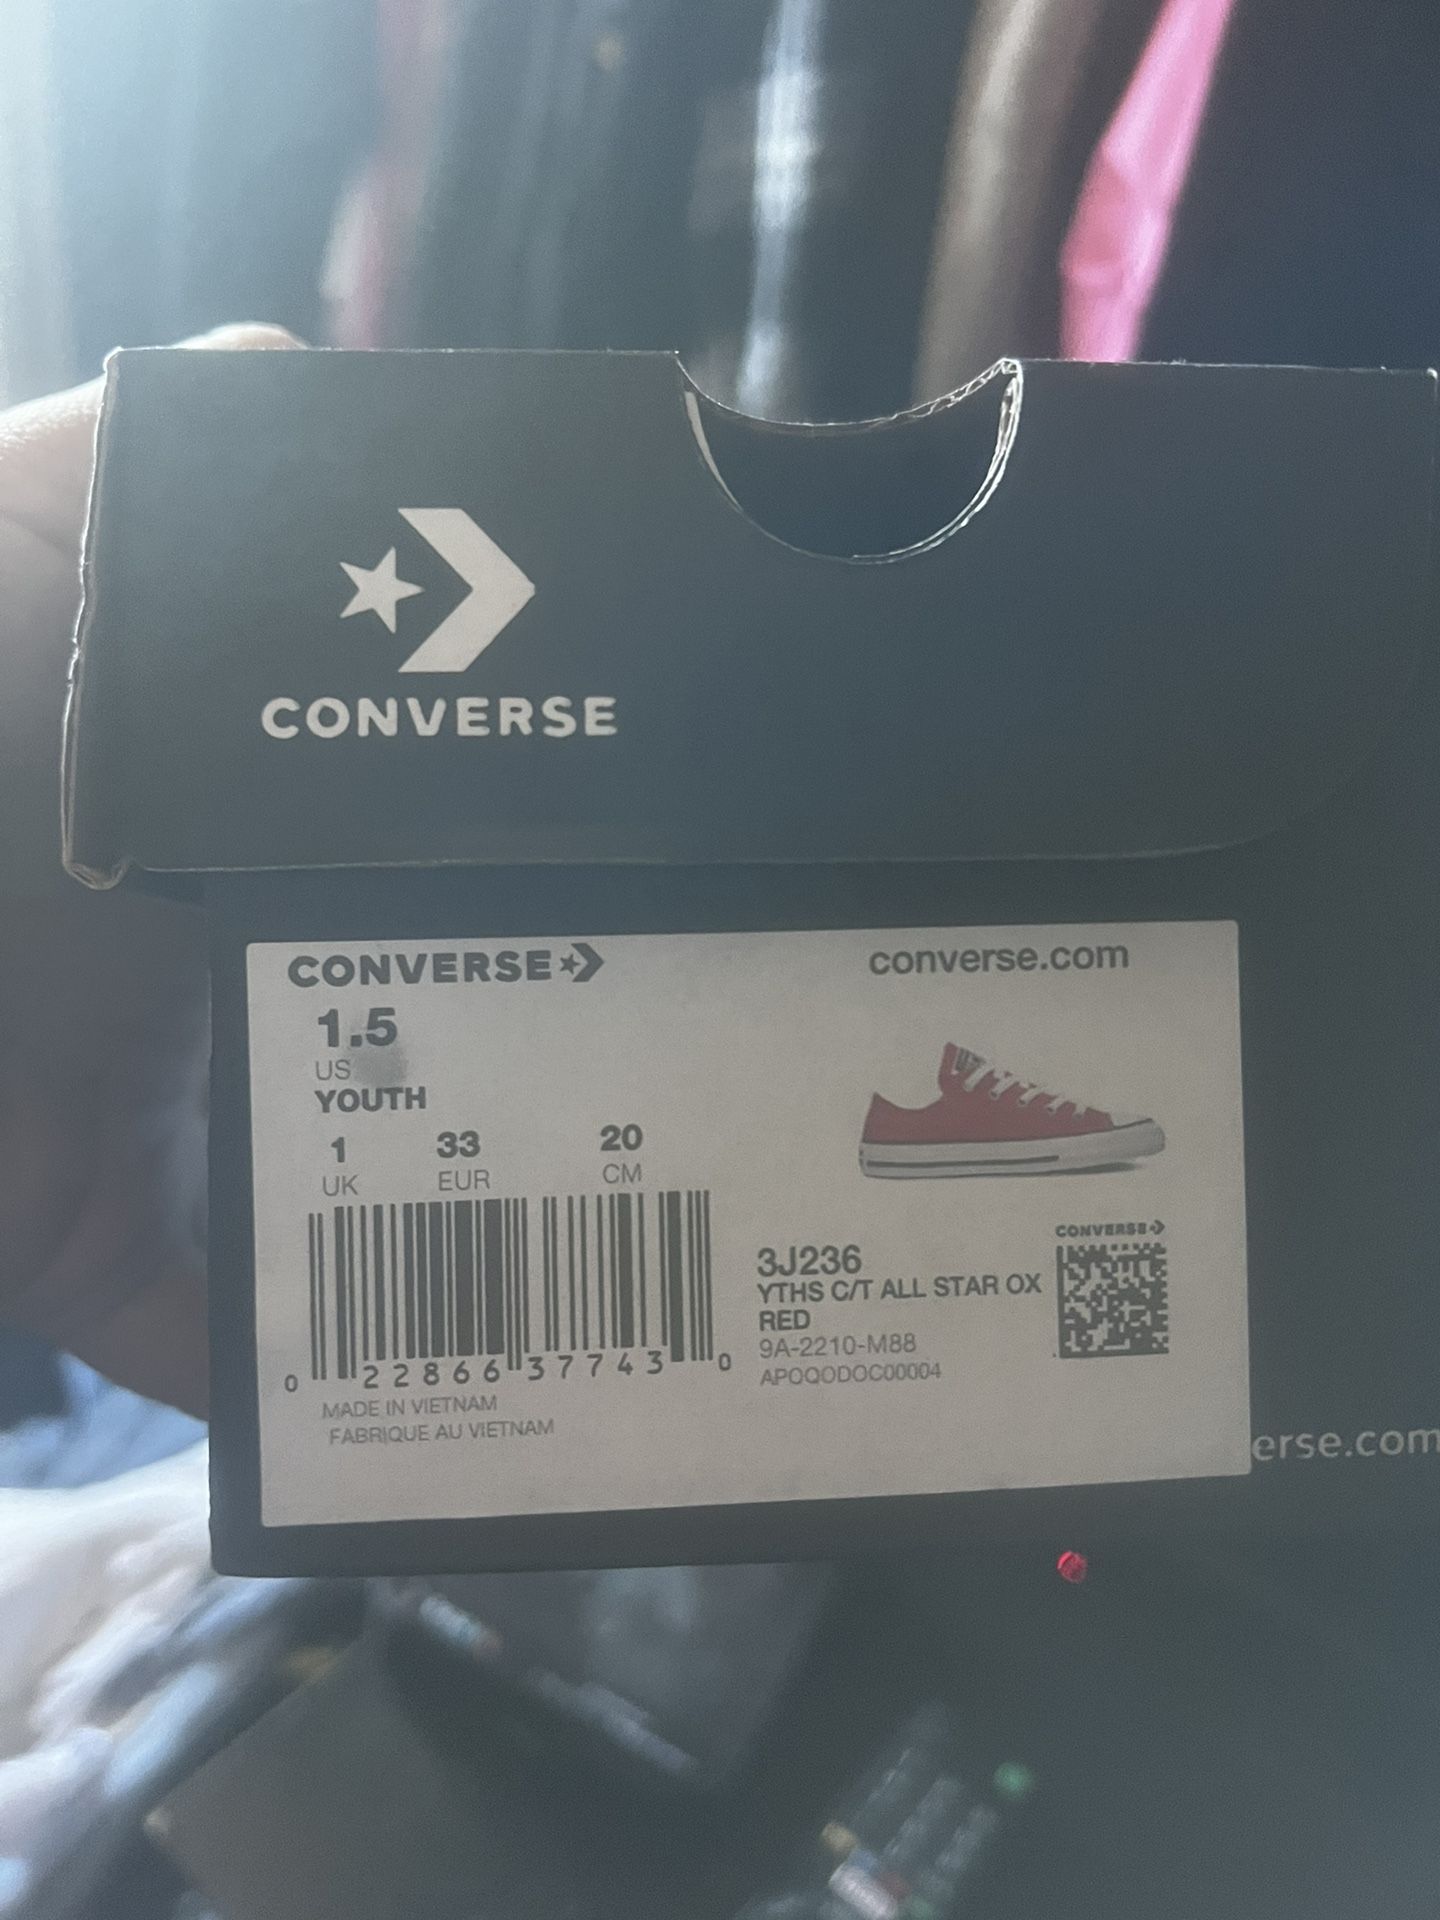 CONVERSE
CONVERSE
converse.com
1.5
US
YOUTH
1 33 20
UK EUR CM
0 22866 37743 0
MADE IN VIETNAM
FABRIQUE AU VIETNAM
CONVERSE
3J236
YTHS C/T ALL STAR OX
RED
9A-2210-M88
APOQODOC00004
erse.com